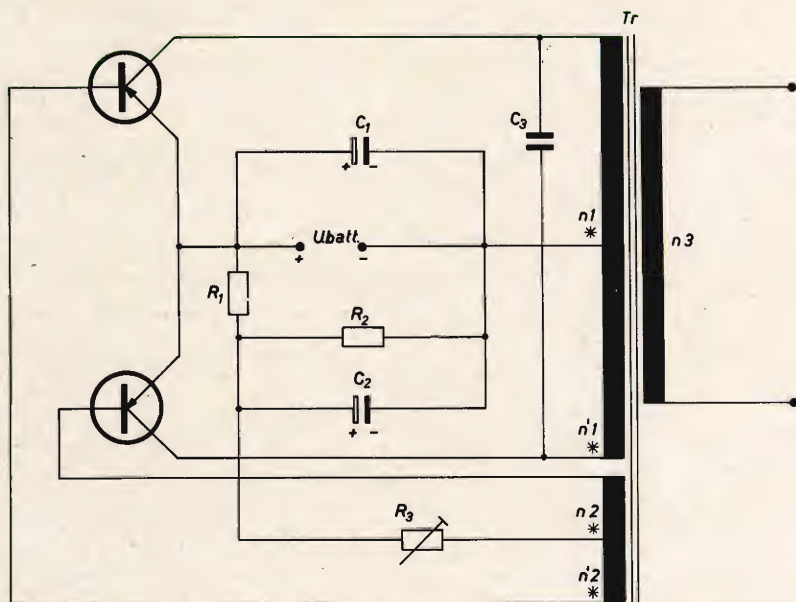 Tr
C1
C3
n1
*
+ Ubatt. -
n3
R1
R2
C2
+ -
n'1
*
R3
n2
*
n'2
*